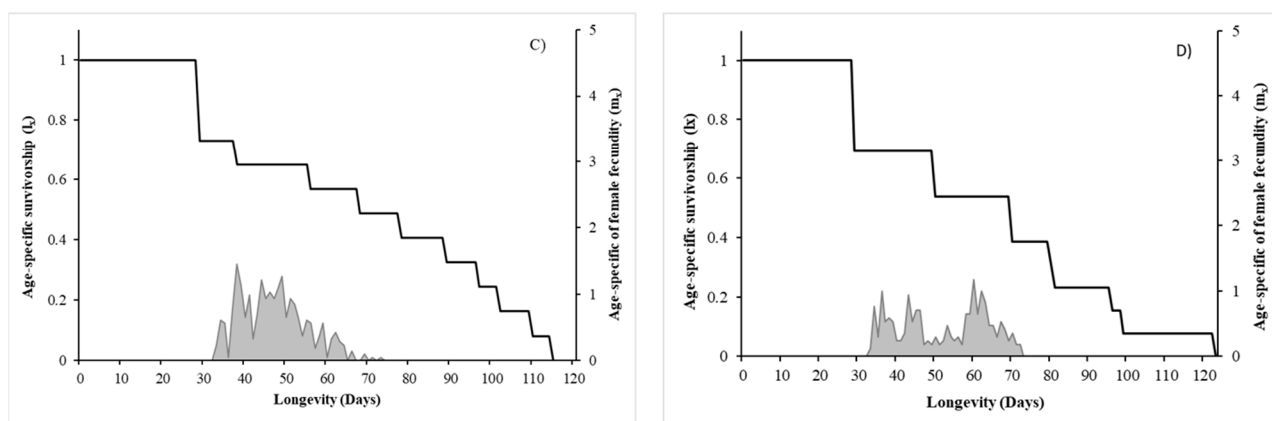 C)
5
4
3
2
1
0
Age-specific of female fecundity (mx)
1
0.8
0.6
0.4
0.2
0
Age-specific survivorship (lx)
0 10 20 30 40 50 60 70 80 90 100 110 120
Longevity (Days)
D)
5
4
3
2
1
0
Age-specific of female fecundity (mx)
1
0.8
0.6
0.4
0.2
0
Age-specific survivorship (lx)
0 10 20 30 40 50 60 70 80 90 100 110 120
Longevity (Days)